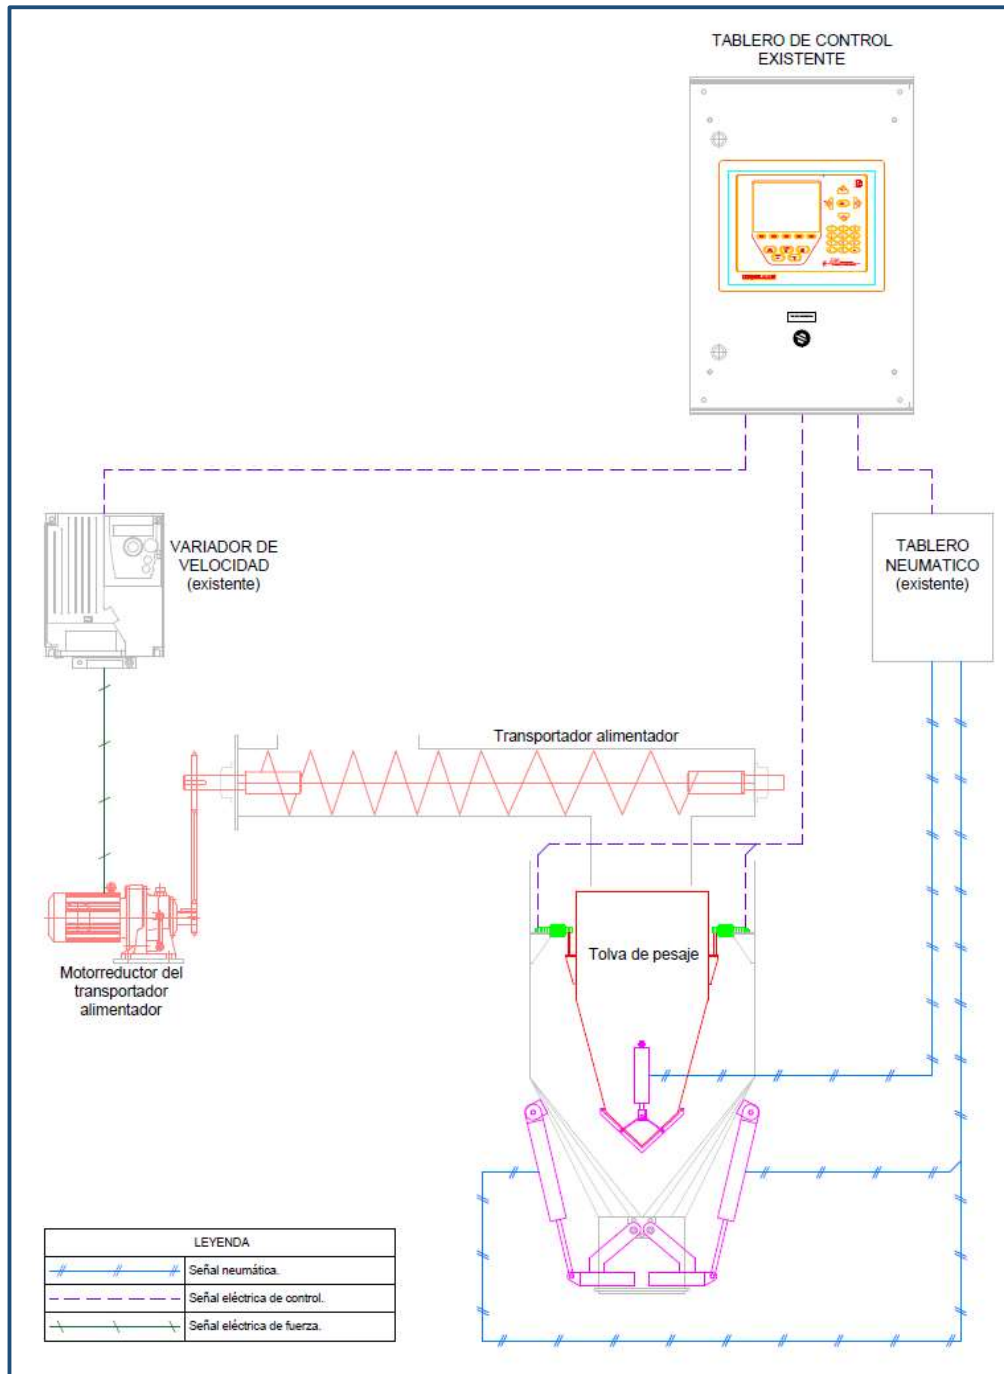 TABLERO DE CONTROL
EXISTENTE
VARIADOR DE
VELOCIDAD
(existente)
TABLERO
NEUMATICO
(existente)
Transportador alimentador
Tolva de pesaje
Motorreductor del
transportador
alimentador
LEYENDA
Señal neumática.
Señal eléctrica de control.
Señal eléctrica de fuerza.